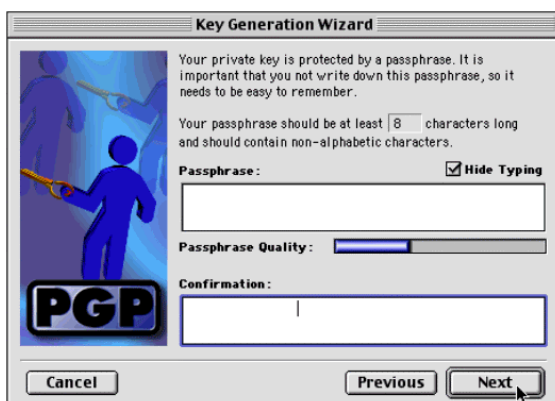 Key Generation Wizard
Your private key is protected by a passphrase. It is
important that you not write down this passphrase, so it
needs to be easy to remember.
Your passphrase should be at least 8 characters long
and should contain non-alphabetic characters.
Passphrase: Hide Typing
Passphrase Quality:
Confirmation:
PGP
Cancel Previous Next